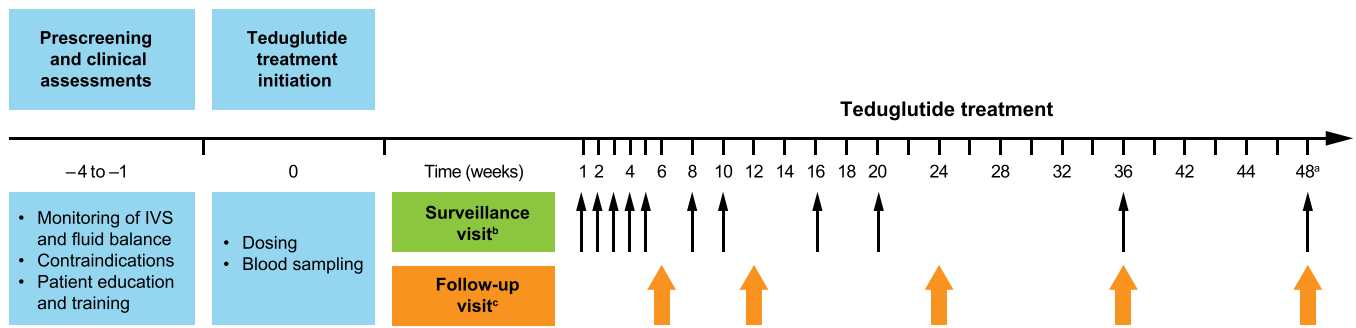 Prescreening
and clinical
assessments
Teduglutide
treatment
initiation
Teduglutide treatment
–4 to –1
0
Time (weeks)
1 2 4 6 8 10 12 14 16 18 20 24 28 32 36 42 44 48ᵃ
• Monitoring of IVS
and fluid balance
• Contraindications
• Patient education
and training
• Dosing
• Blood sampling
Surveillance
visitᵇ
Follow-up
visitᶜ